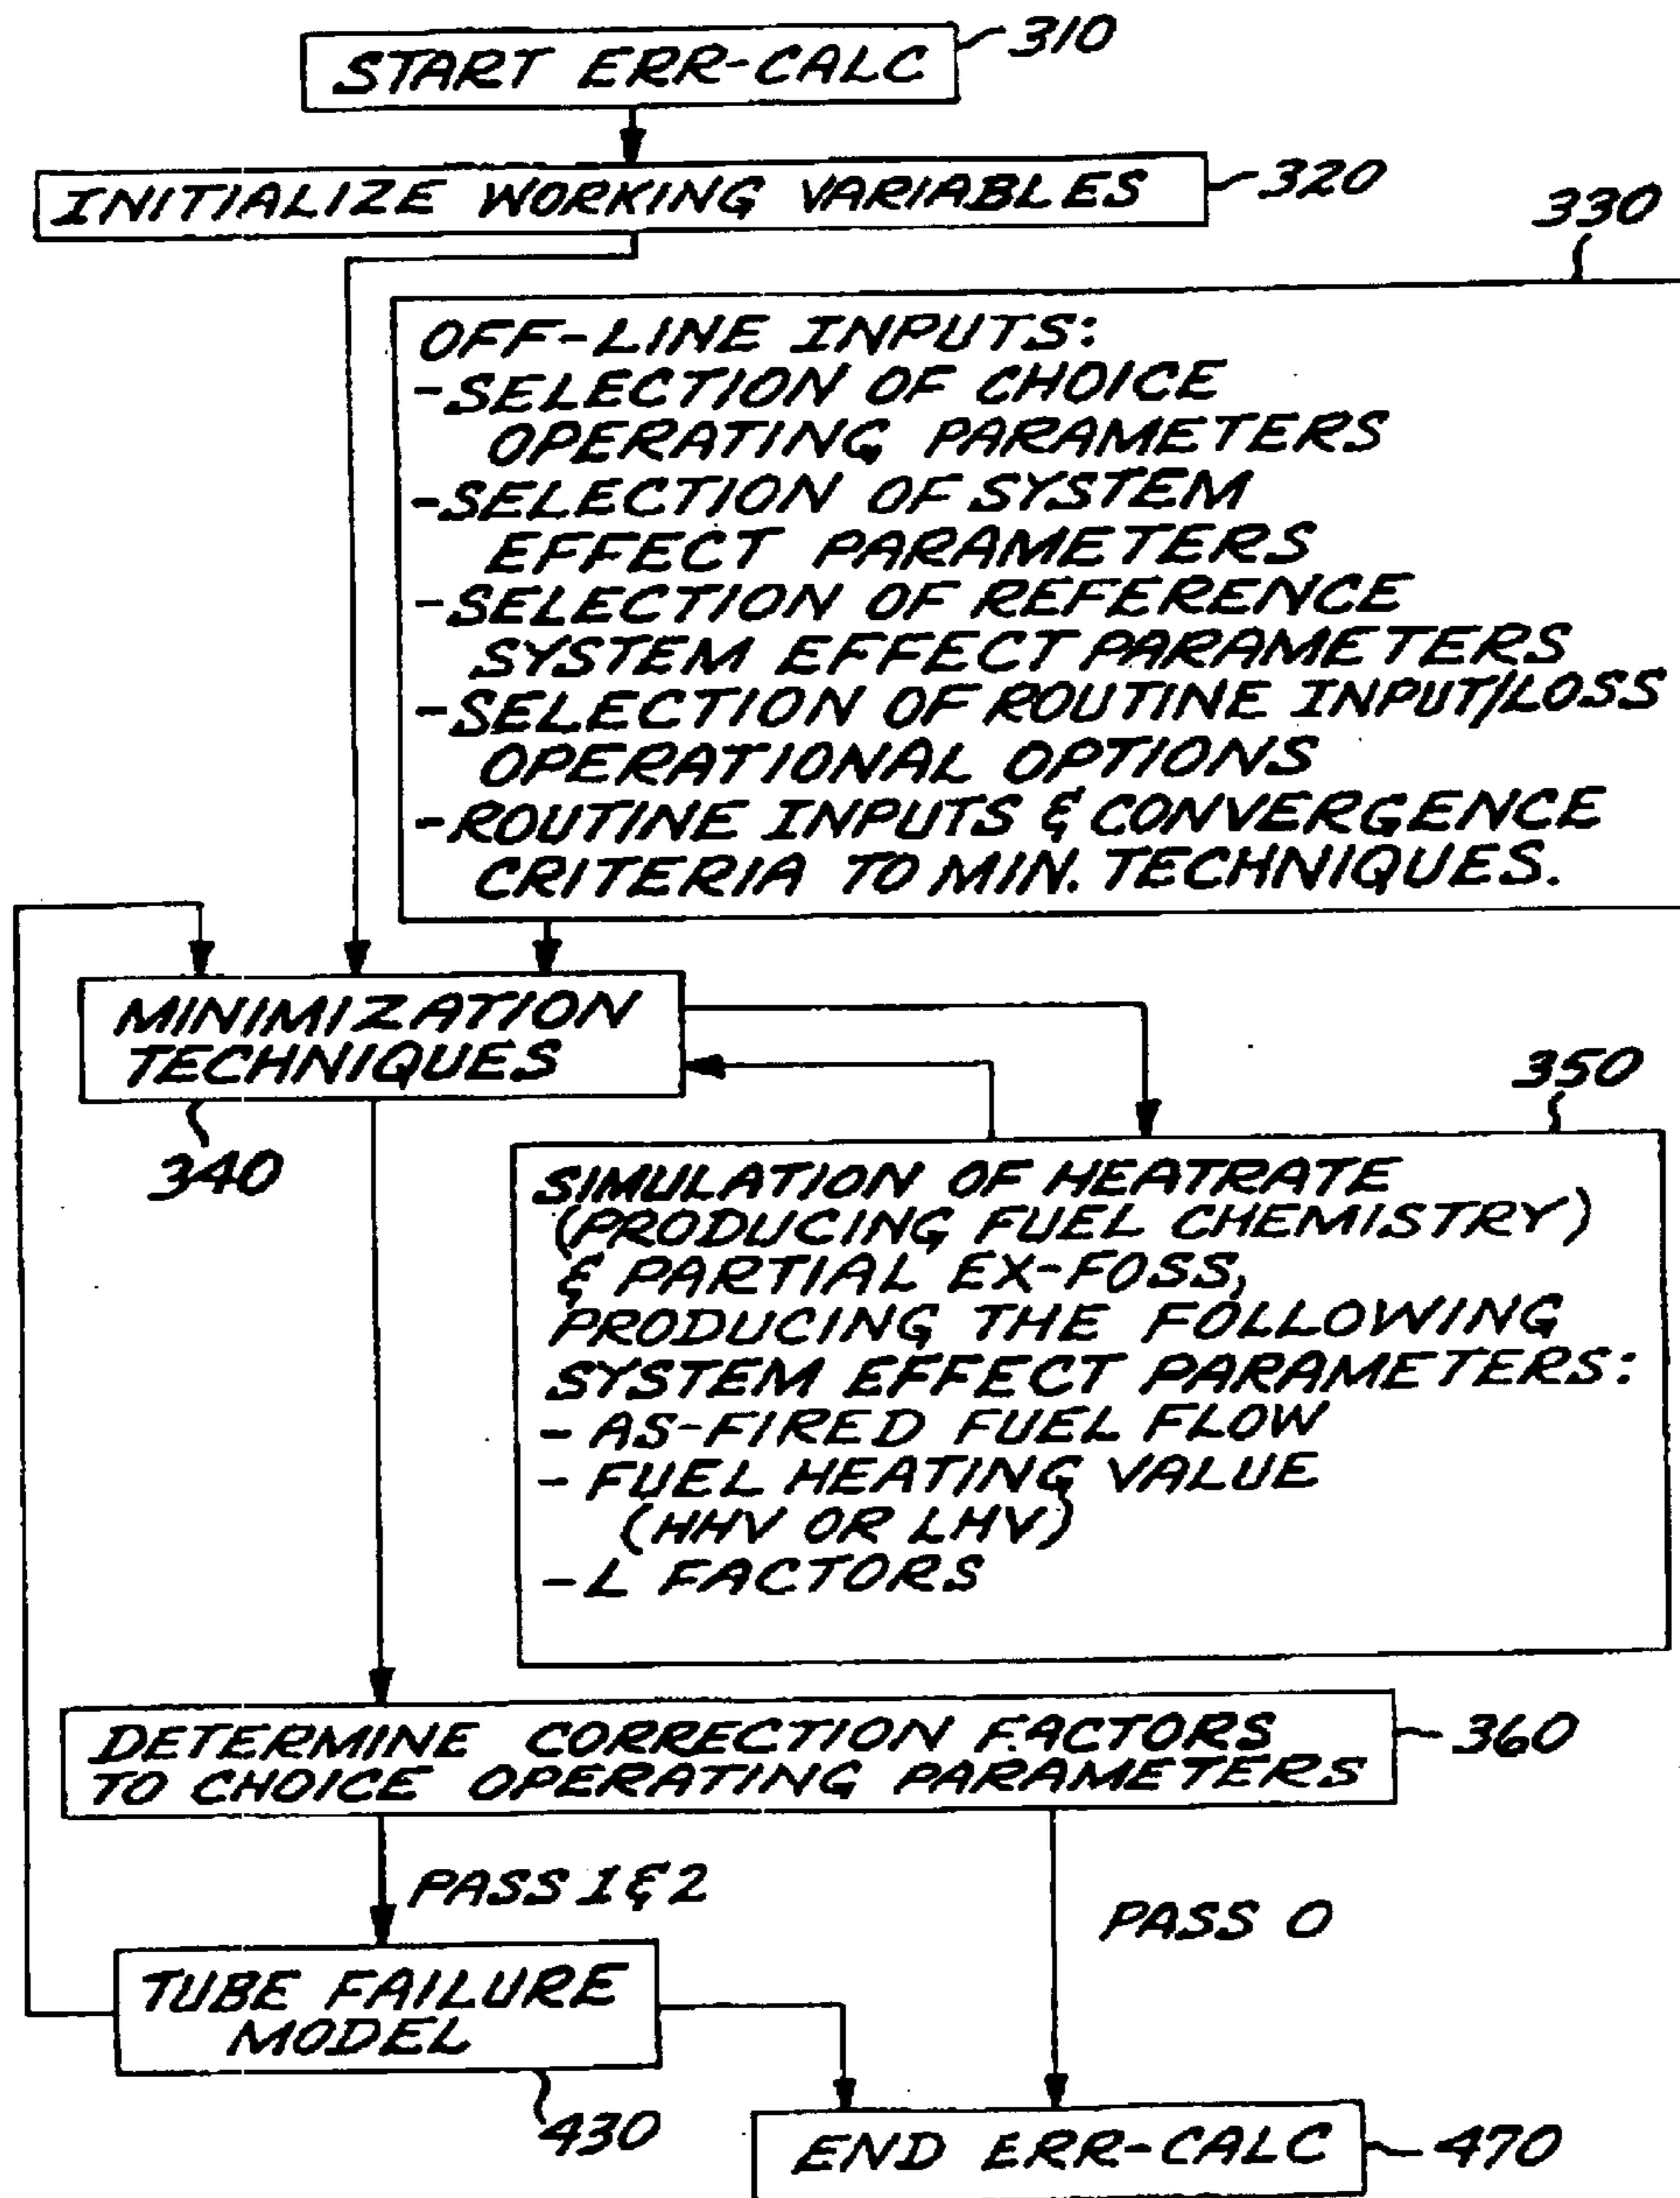 START ERR-CALC
310
INITIALIZE WORKING VARIABLES
320
330
OFF-LINE INPUTS:
-SELECTION OF CHOICE
OPERATING PARAMETERS
-SELECTION OF SYSTEM
EFFECT PARAMETERS
-SELECTION OF REFERENCE
SYSTEM EFFECT PARAMETERS
-SELECTION OF ROUTINE INPUT/LOSS
OPERATIONAL OPTIONS
-ROUTINE INPUTS & CONVERGENCE
CRITERIA TO MIN. TECHNIQUES.
MINIMIZATION
TECHNIQUES
340
350
SIMULATION OF HEATRATE
(PRODUCING FUEL CHEMISTRY)
& PARTIAL EX-FOSS,
PRODUCING THE FOLLOWING
SYSTEM EFFECT PARAMETERS:
- AS-FIRED FUEL FLOW
- FUEL HEATING VALUE
(HHV OR LHV)
-L FACTORS
DETERMINE CORRECTION FACTORS
TO CHOICE OPERATING PARAMETERS
360
PASS 1 & 2
PASS 0
TUBE FAILURE
MODEL
430
END ERR-CALC
470